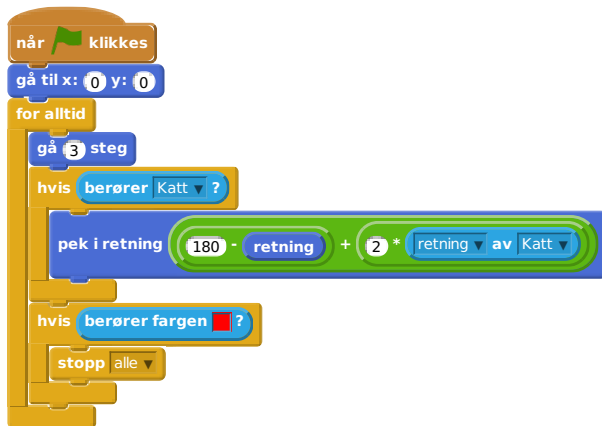 når klikkes
gå til x: 0 y: 0
for alltid
gå 3 steg
hvis berører Katt ?
pek i retning 180 - retning + 2 * retning av Katt
hvis berører fargen ?
stopp alle